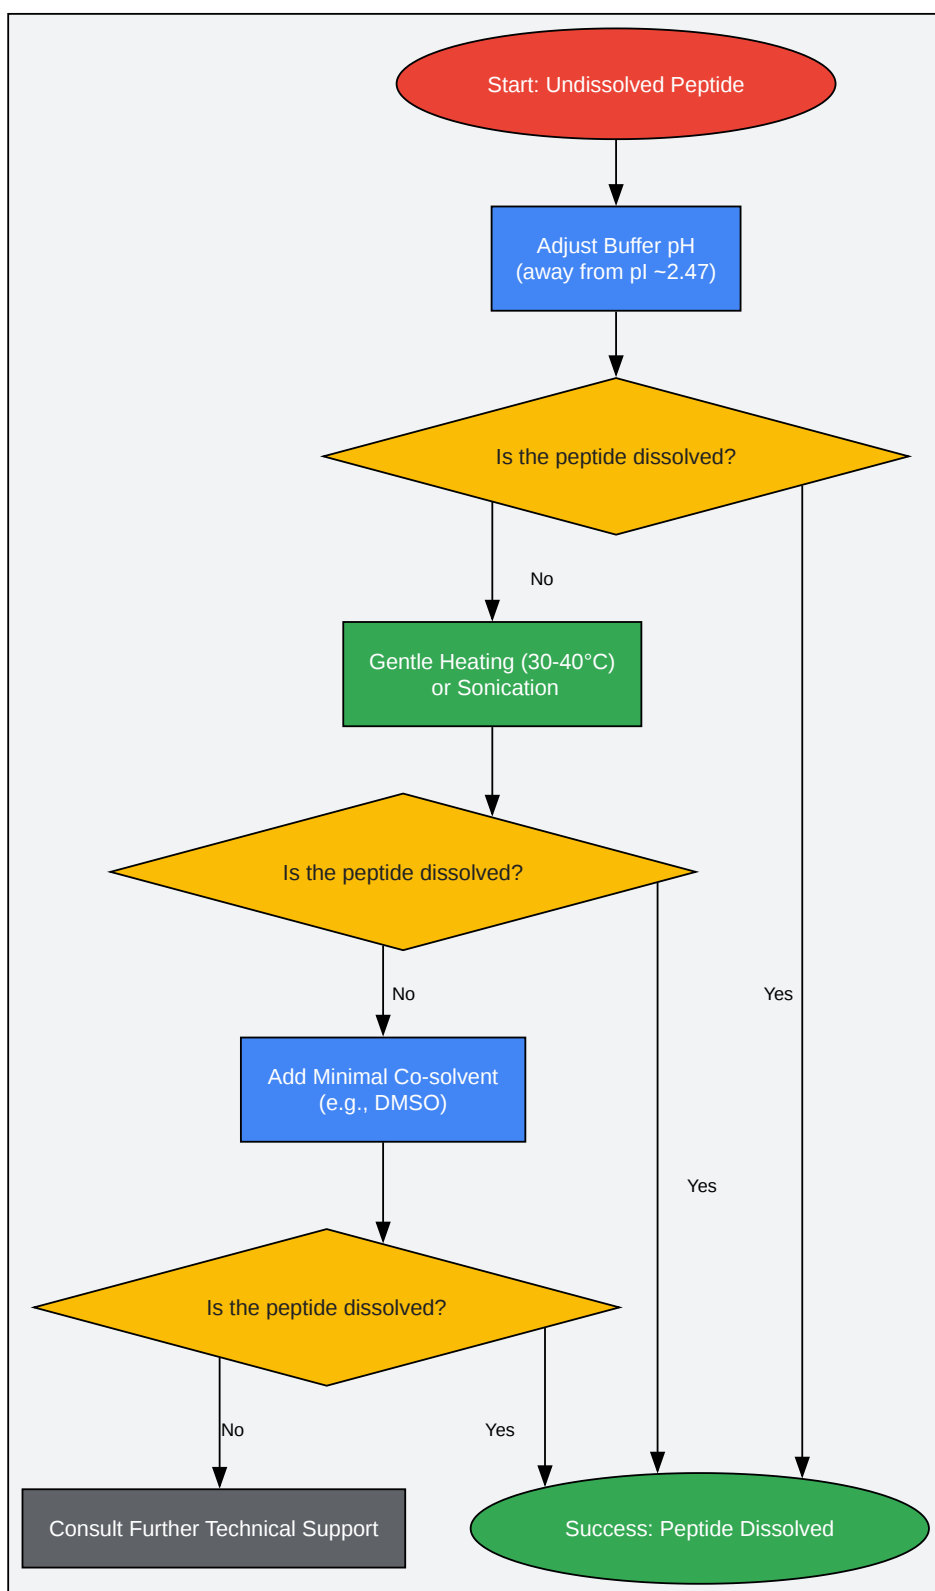 Start: Undissolved Peptide
Adjust Buffer pH
(away from pI ~2.47)
Is the peptide dissolved?
No
Gentle Heating (30-40°C)
or Sonication
Is the peptide dissolved?
No
Yes
Add Minimal Co-solvent
(e.g., DMSO)
Yes
Is the peptide dissolved?
No
Yes
Consult Further Technical Support
Success: Peptide Dissolved